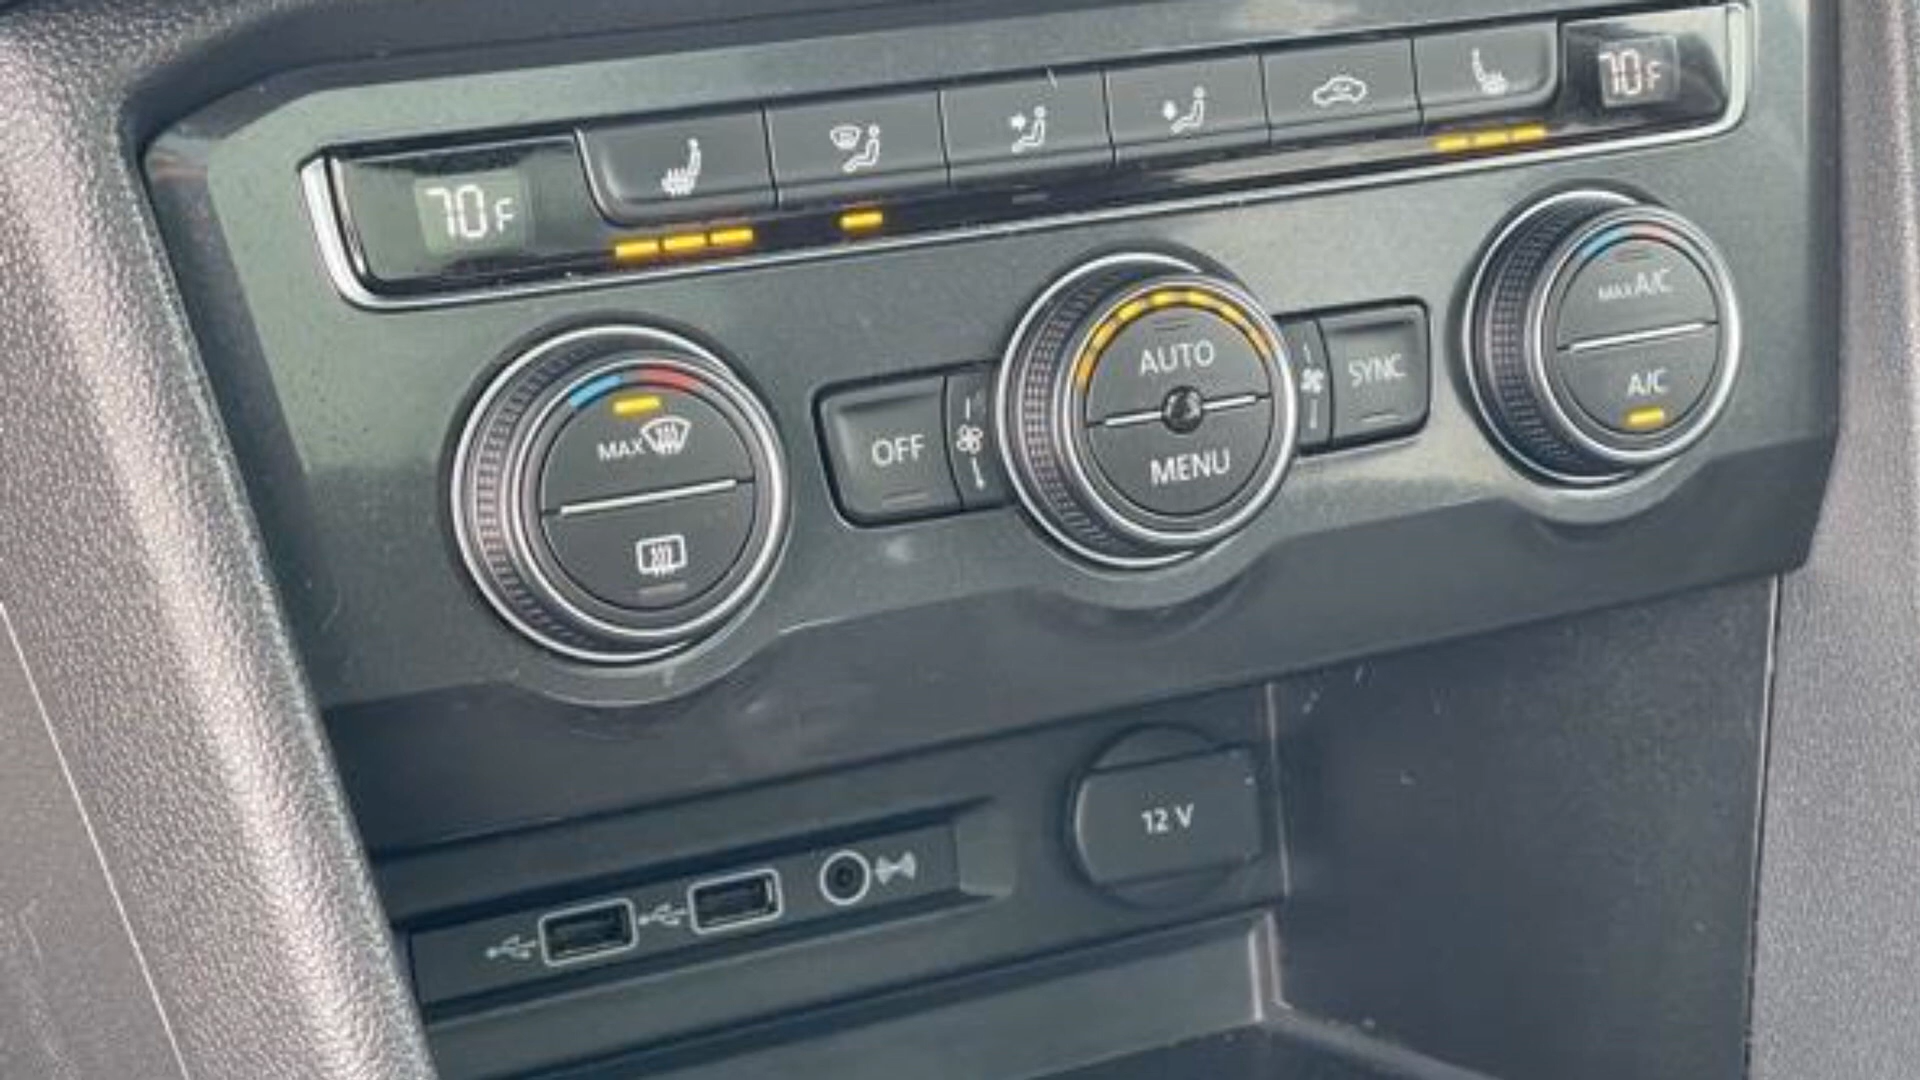 70F
70F
MAX
OFF
AUTO
MENU
SYNC
MAX A/C
A/C
12 V